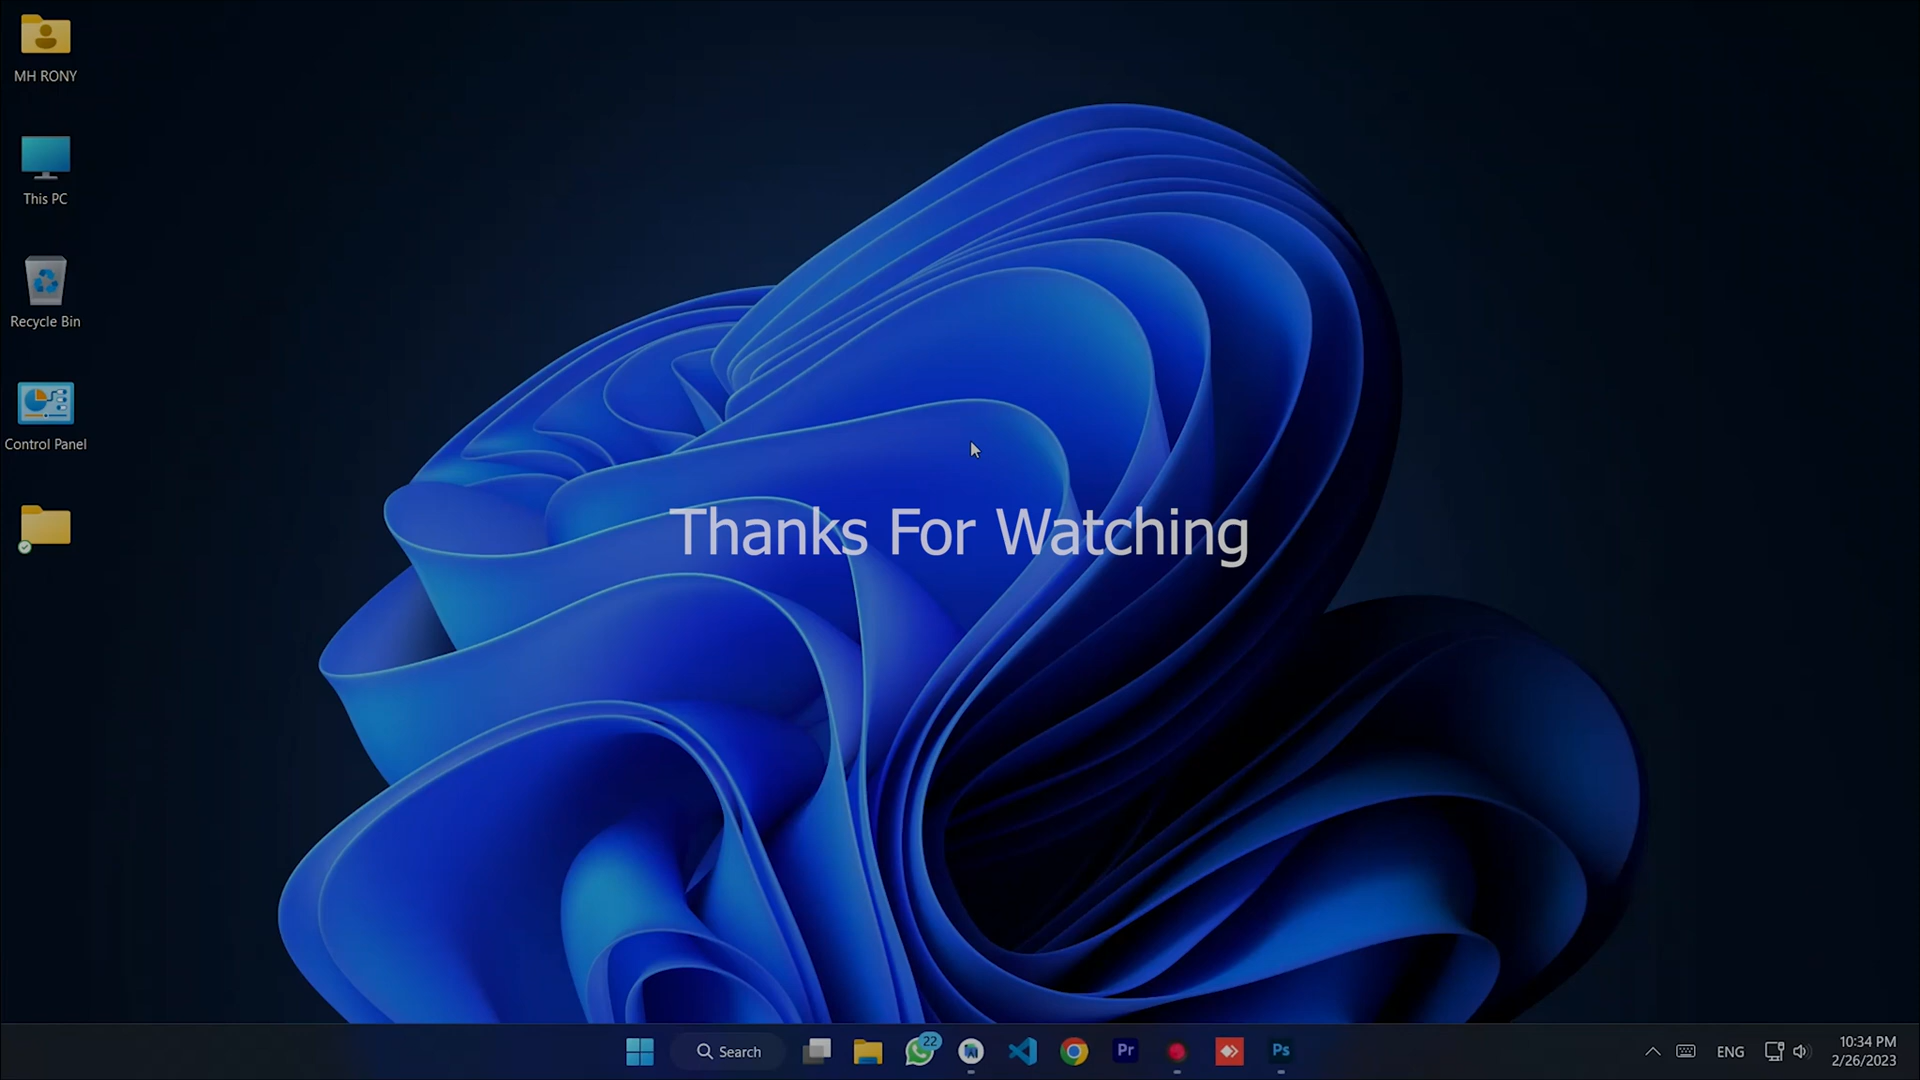 MH RONY
This PC
Recycle Bin
Control Panel
Thanks For Watching
Search
22
Pr
Ps
ENG
10:34 PM
2/26/2023